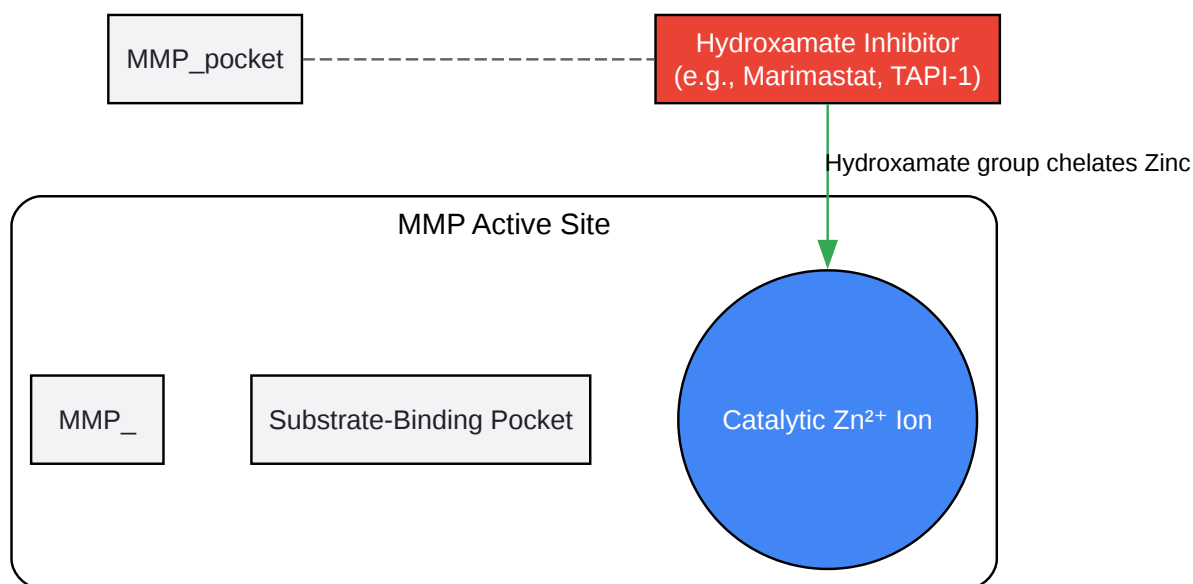 MMP_pocket
Hydroxamate Inhibitor
(e.g., Marimastat, TAPI-1)
Hydroxamate group chelates Zinc
MMP Active Site
MMP_
Substrate-Binding Pocket
Catalytic Zn²⁺ Ion